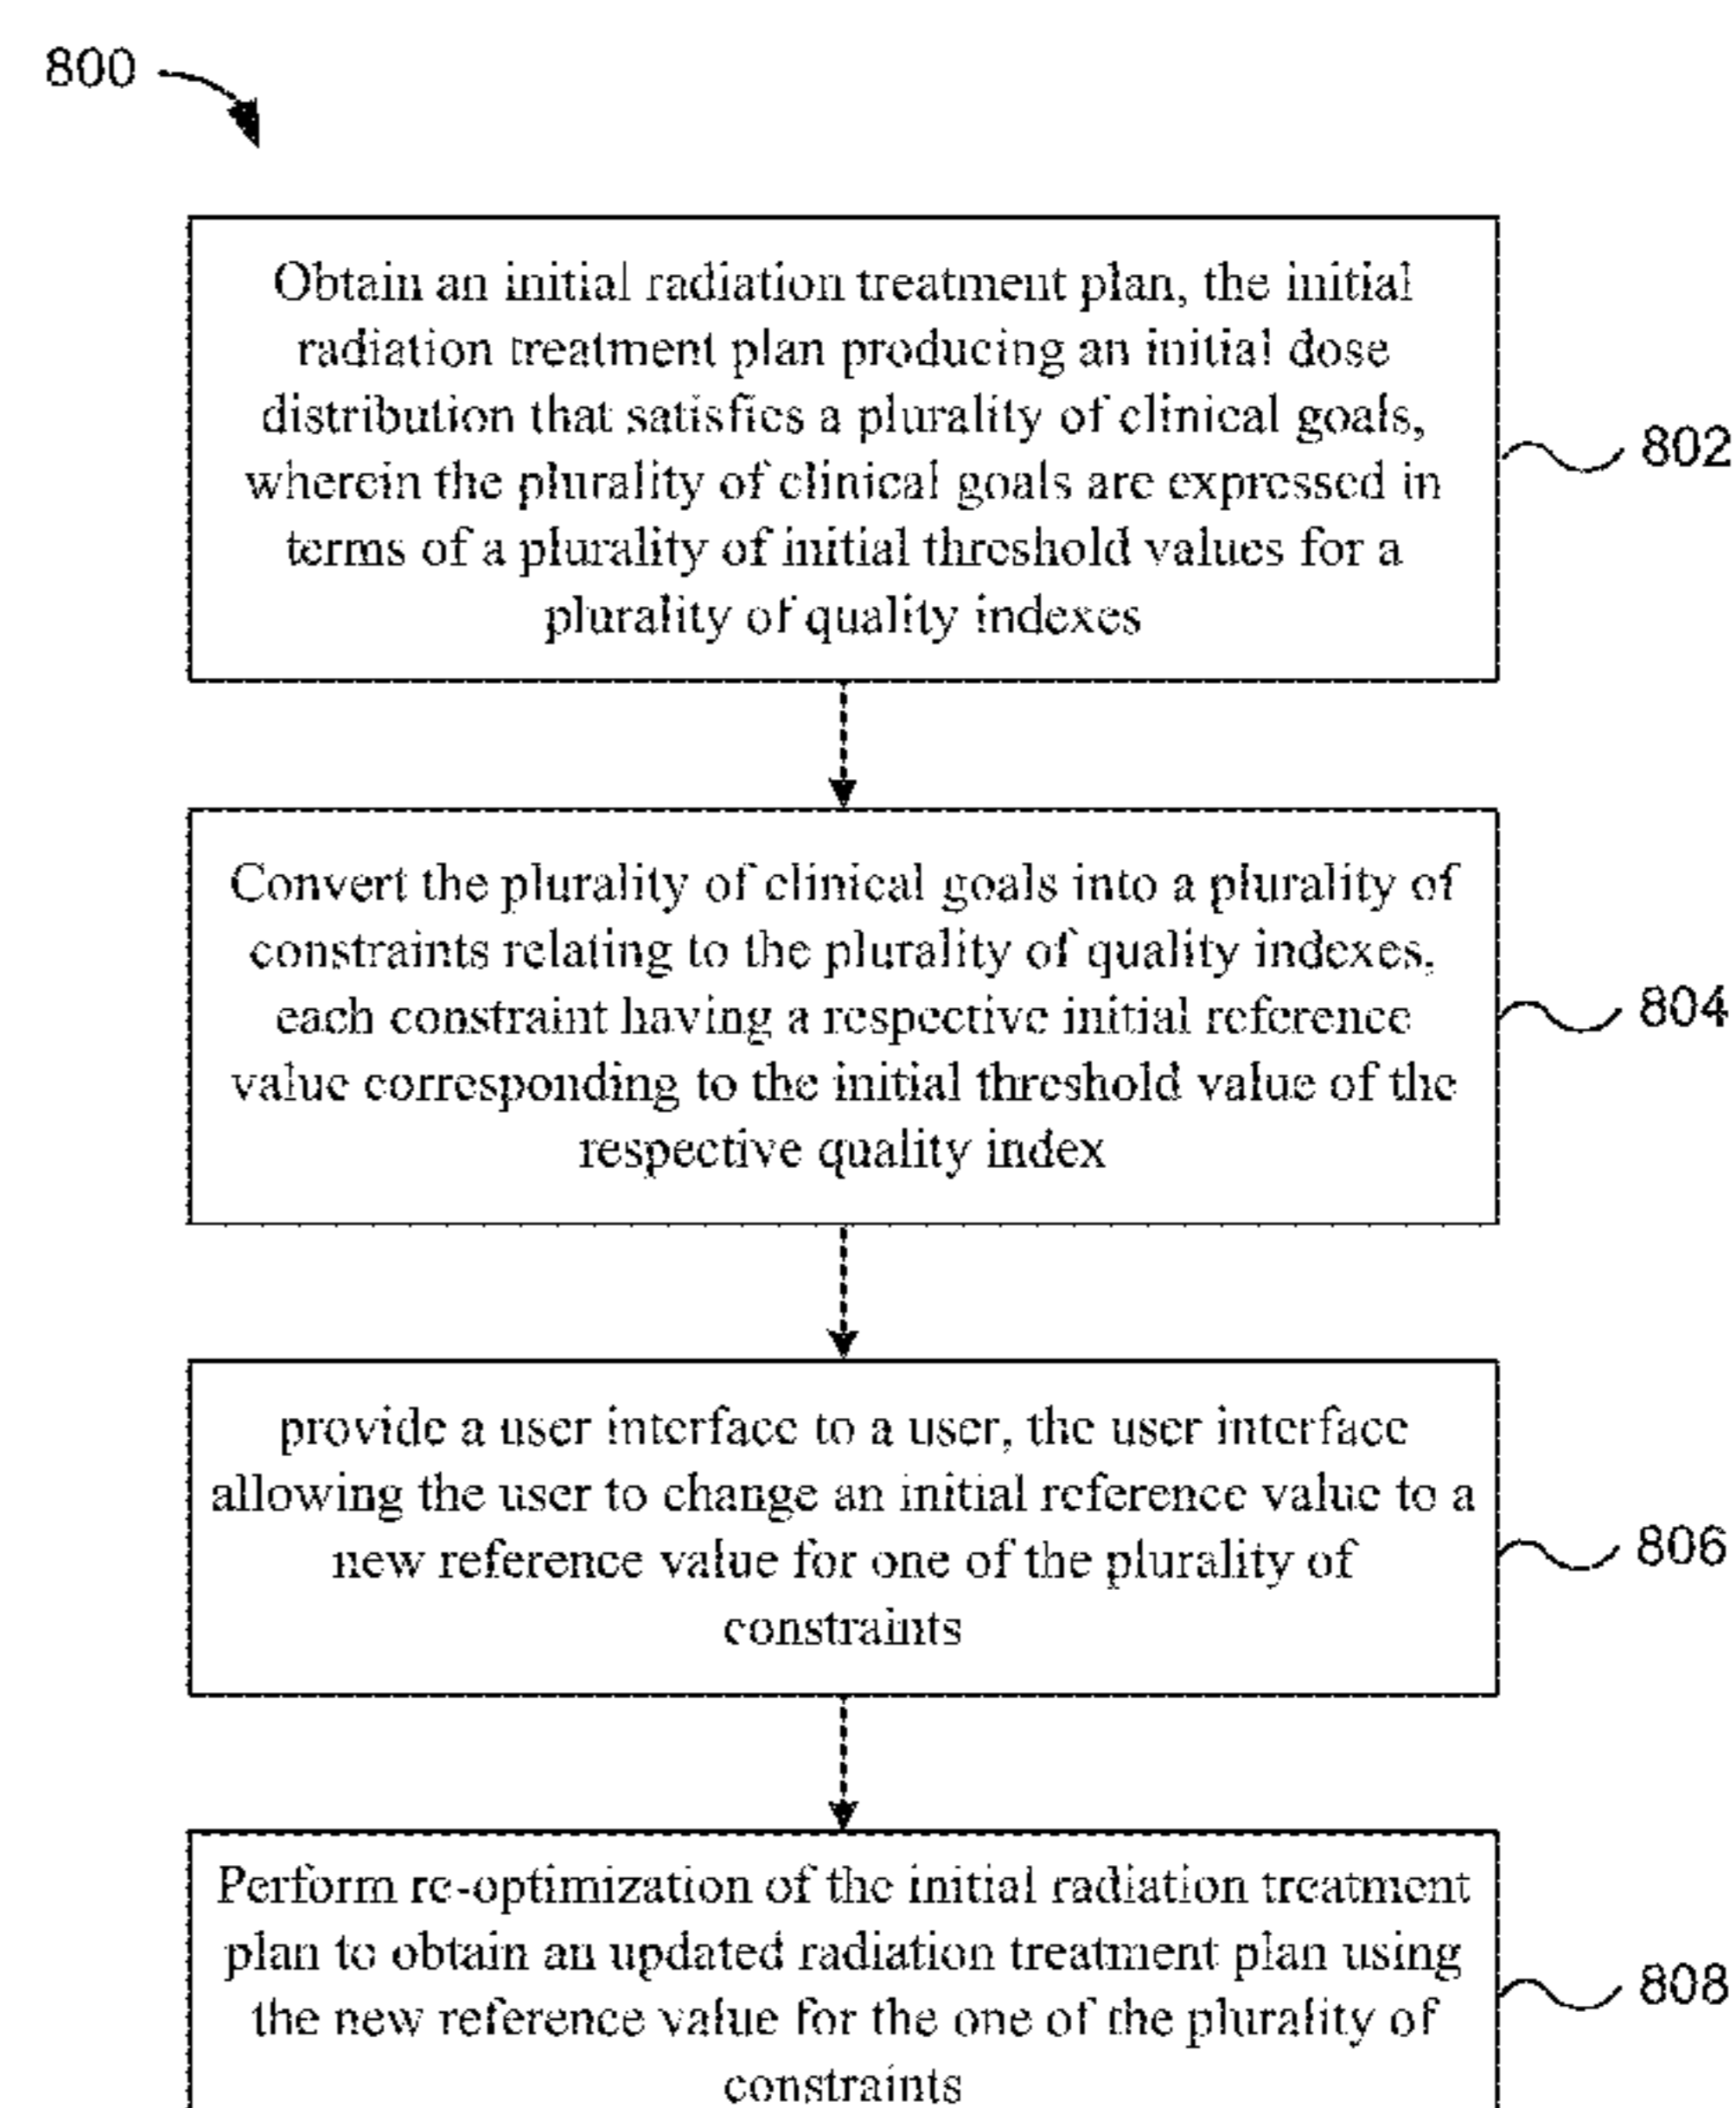 800
Obtain an initial radiation treatment plan, the initial
radiation treatment plan producing an initial dose
distribution that satisfies a plurality of clinical goals,
wherein the plurality of clinical goals are expressed in
terms of a plurality of initial threshold values for a
plurality of quality indexes
802
Convert the plurality of clinical goals into a plurality of
constraints relating to the plurality of quality indexes,
each constraint having a respective initial reference
value corresponding to the initial threshold value of the
respective quality index
804
provide a user interface to a user, the user interface
allowing the user to change an initial reference value to a
new reference value for one of the plurality of
constraints
806
Perform re-optimization of the initial radiation treatment
plan to obtain an updated radiation treatment plan using
the new reference value for the one of the plurality of
constraints
808